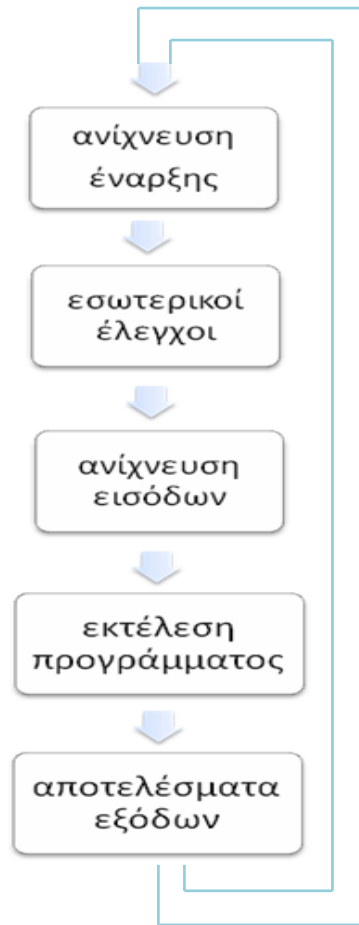 ανίχνευση
έναρξης
εσωτερικοί
έλεγχοι
ανίχνευση
εισόδων
εκτέλεση
προγράμματος
αποτελέσματα
εξόδων